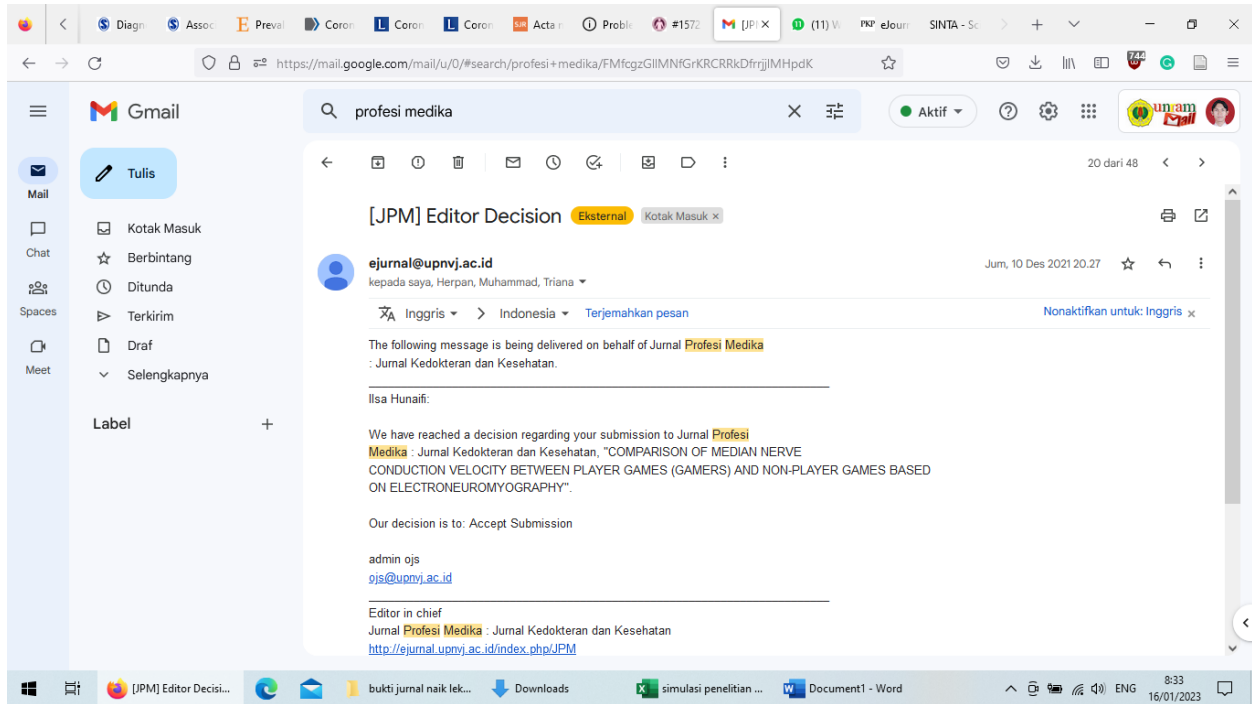 Diagn
Assoc
Preval
Coron
Coron
Coron
Acta n
Proble
#1572
[JPI
(11) W
PKP eJourn
SINTA - Sc
https://mail.google.com/mail/u/0/#search/profesi+medika/FMfcgzGllMNfGrKRCRRkDfrrjjlMHpdK
744
Gmail
profesi medika
Aktif
unram
Mail
Tulis
20 dari 48
Mail
Chat
Spaces
Meet
Kotak Masuk
Berbintang
Ditunda
Terkirim
Draf
Selengkapnya
Label
[JPM] Editor Decision Eksternal Kotak Masuk ×
ejurnal@upnvj.ac.id
Jum, 10 Des 2021 20.27
kepada saya, Herpan, Muhammad, Triana
Inggris > Indonesia Terjemahkan pesan
Nonaktifkan untuk: Inggris ×
The following message is being delivered on behalf of Jurnal Profesi Medika
: Jurnal Kedokteran dan Kesehatan.
Ilsa Hunaifi:
We have reached a decision regarding your submission to Jurnal Profesi
Medika : Jurnal Kedokteran dan Kesehatan, "COMPARISON OF MEDIAN NERVE
CONDUCTION VELOCITY BETWEEN PLAYER GAMES (GAMERS) AND NON-PLAYER GAMES BASED
ON ELECTRONEUROMYOGRAPHY".
Our decision is to: Accept Submission
admin ojs
ojs@upnvj.ac.id
Editor in chief
Jurnal Profesi Medika : Jurnal Kedokteran dan Kesehatan
http://ejurnal.upnvj.ac.id/index.php/JPM
[JPM] Editor Decisi...
bukti jurnal naik lek...
Downloads
simulasi penelitian ...
Document1 - Word
ENG
8:33
16/01/2023